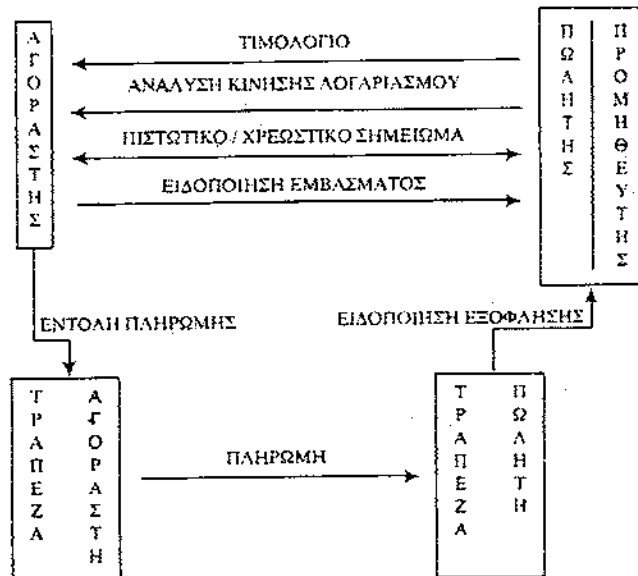 ΑΓΟΡΑΣΤΗΣ
ΤΙΜΟΛΟΓΙΟ
ΑΝΑΛΥΣΗ ΚΙΝΗΣΗΣ ΛΟΓΑΡΙΑΣΜΟΥ
ΠΙΣΤΩΤΙΚΟ / ΧΡΕΩΣΤΙΚΟ ΣΗΜΕΙΩΜΑ
ΕΙΔΟΠΟΙΗΣΗ ΕΜΒΑΣΜΑΤΟΣ
ΠΩΛΗΤΗΣ
ΠΡΟΜΗΘΕΥΤΗΣ
ΕΝΤΟΛΗ ΠΛΗΡΩΜΗΣ
ΕΙΔΟΠΟΙΗΣΗ ΕΞΟΦΛΗΣΗΣ
ΤΡΑΠΕΖΑ
ΑΓΟΡΑΣΤΗ
ΠΛΗΡΩΜΗ
ΤΡΑΠΕΖΑ
ΠΩΛΗΤΗ